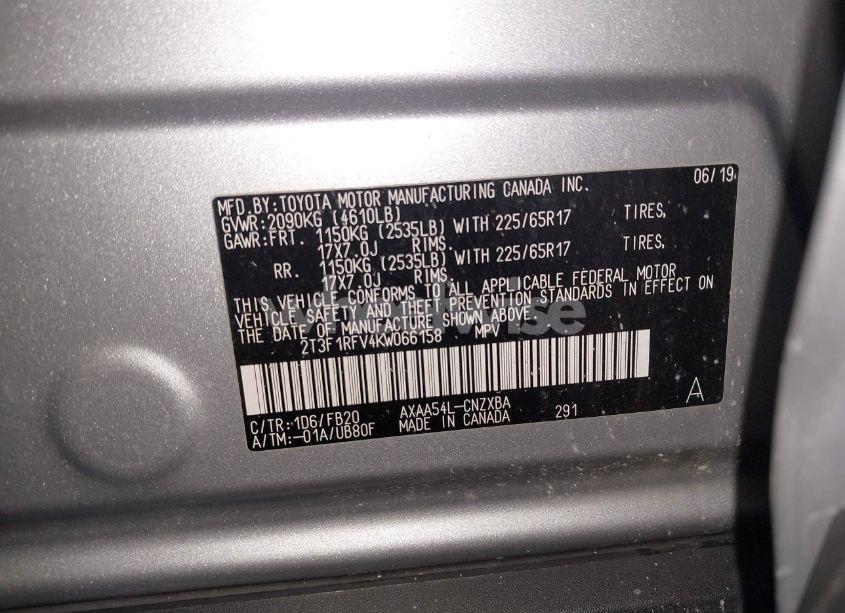 MFD.BY:TOYOTA MOTOR MANUFACTURING CANADA INC. 06/19
GVWR:2090KG (4610LB)
GAWR:FRT. 1150KG (2535LB) WITH 225/65R17 TIRES,
17X7.0J RIMS.
RR. 1150KG (2535LB) WITH 225/65R17 TIRES,
17X7.0J RIMS.
THIS VEHICLE CONFORMS TO ALL APPLICABLE FEDERAL MOTOR
VEHICLE SAFETY AND THEFT PREVENTION STANDARDS IN EFFECT ON
THE DATE OF MANUFACTURE SHOWN ABOVE.
2T3F1RFV4KW066158 MPV
C/TR:1D6/FB20 AXAA54L-CNZXBA 291
A/TM:-01A/UB80F MADE IN CANADA
A